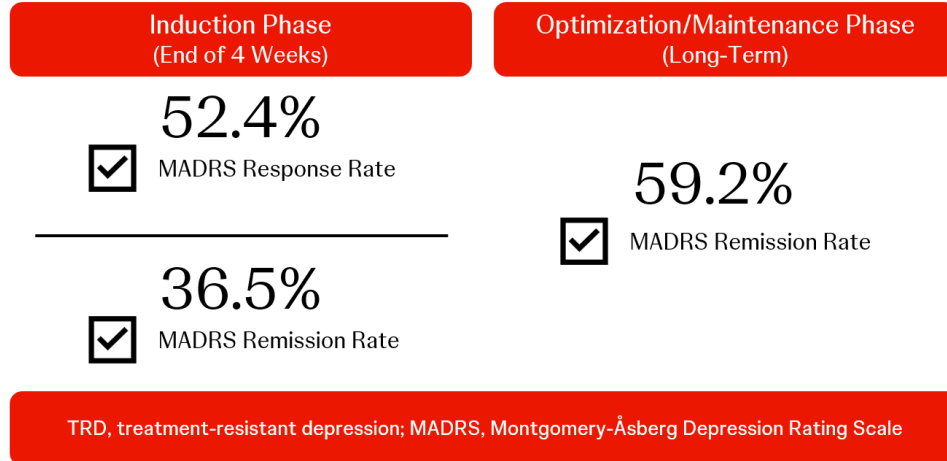 Induction Phase
(End of 4 Weeks)
52.4%
MADRS Response Rate
36.5%
MADRS Remission Rate
Optimization/Maintenance Phase
(Long-Term)
59.2%
MADRS Remission Rate
TRD, treatment-resistant depression; MADRS, Montgomery-Åsberg Depression Rating Scale